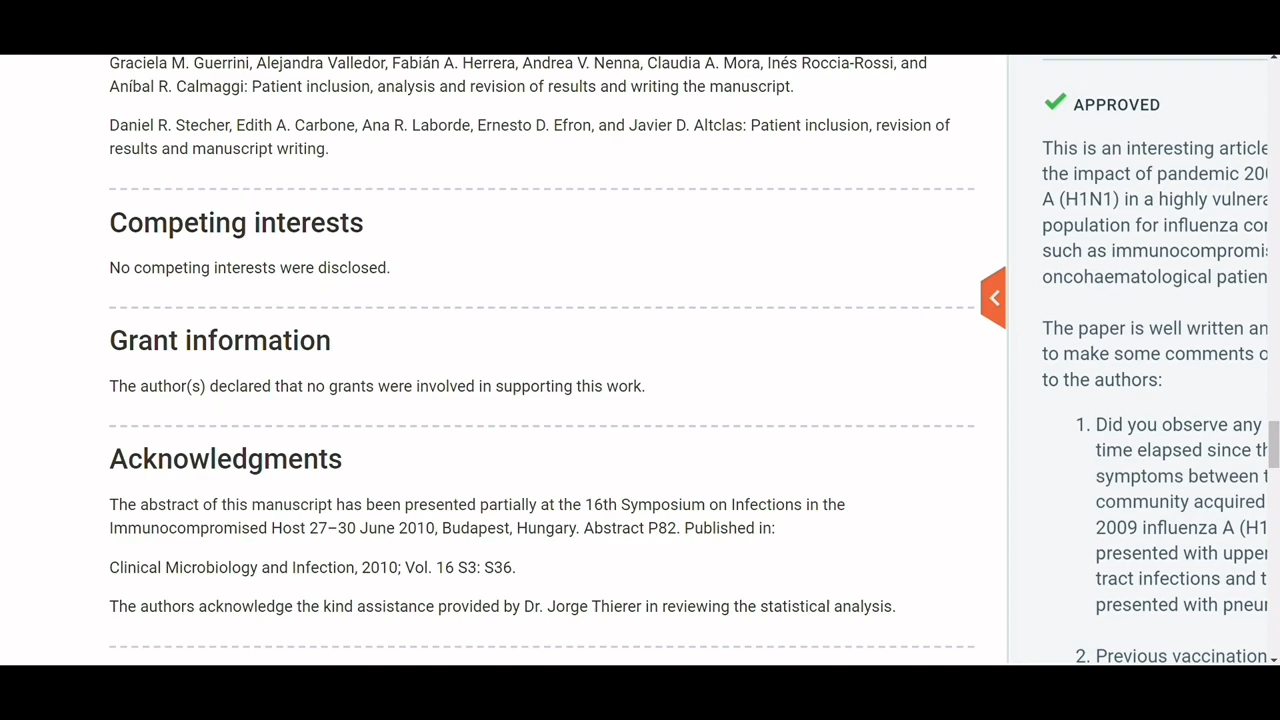 Graciela M. Guerrini, Alejandra Valledor, Fabián A. Herrera, Andrea V. Nenna, Claudia A. Mora, Inés Roccia-Rossi, and
Aníbal R. Calmaggi: Patient inclusion, analysis and revision of results and writing the manuscript.
Daniel R. Stecher, Edith A. Carbone, Ana R. Laborde, Ernesto D. Efron, and Javier D. Altclas: Patient inclusion, revision of
results and manuscript writing.
Competing interests
No competing interests were disclosed.
Grant information
The author(s) declared that no grants were involved in supporting this work.
Acknowledgments
The abstract of this manuscript has been presented partially at the 16th Symposium on Infections in the
Immunocompromised Host 27–30 June 2010, Budapest, Hungary. Abstract P82. Published in:
Clinical Microbiology and Infection, 2010; Vol. 16 S3: S36.
The authors acknowledge the kind assistance provided by Dr. Jorge Thierer in reviewing the statistical analysis.
APPROVED
This is an interesting article
the impact of pandemic 200
A (H1N1) in a highly vulnera
population for influenza cor
such as immunocompromis
oncohaematological patien
The paper is well written an
to make some comments o
to the authors:
1. Did you observe any
time elapsed since th
symptoms between t
community acquired
2009 influenza A (H1
presented with upper
tract infections and t
presented with pneur
2. Previous vaccination